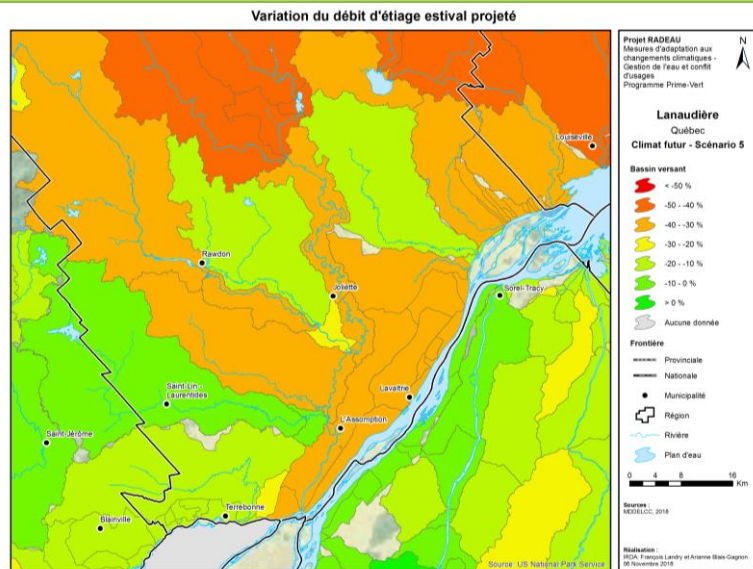 Variation du débit d'étiage estival projeté
Projet RADEAU
Mesures d'adaptation aux
changements climatiques -
Gestion de l'eau et conflit
d'usages
Programme Prime-Vert
N
Lanaudière
Québec
Climat futur - Scénario 5
Bassin versant
< -50 %
-50 - -40 %
-40 - -30 %
-30 - -20 %
-20 - -10 %
-10 - 0 %
> 0 %
Aucune donnée
Frontière
Provinciale
Nationale
Municipalité
Région
Rivière
Plan d'eau
0 4 8 16
Km
Sources :
MDDELCC, 2018
Réalisation :
IRDA, François Landry et Arianne Blais-Gagnon
08 Novembre 2018
Louiseville
Rawdon
Joliette
Sorel-Tracy
Saint-Lin -
Laurentides
Lavaltrie
L'Assomption
Saint-Jérôme
Terrebonne
Blainville
Source: US National Park Service